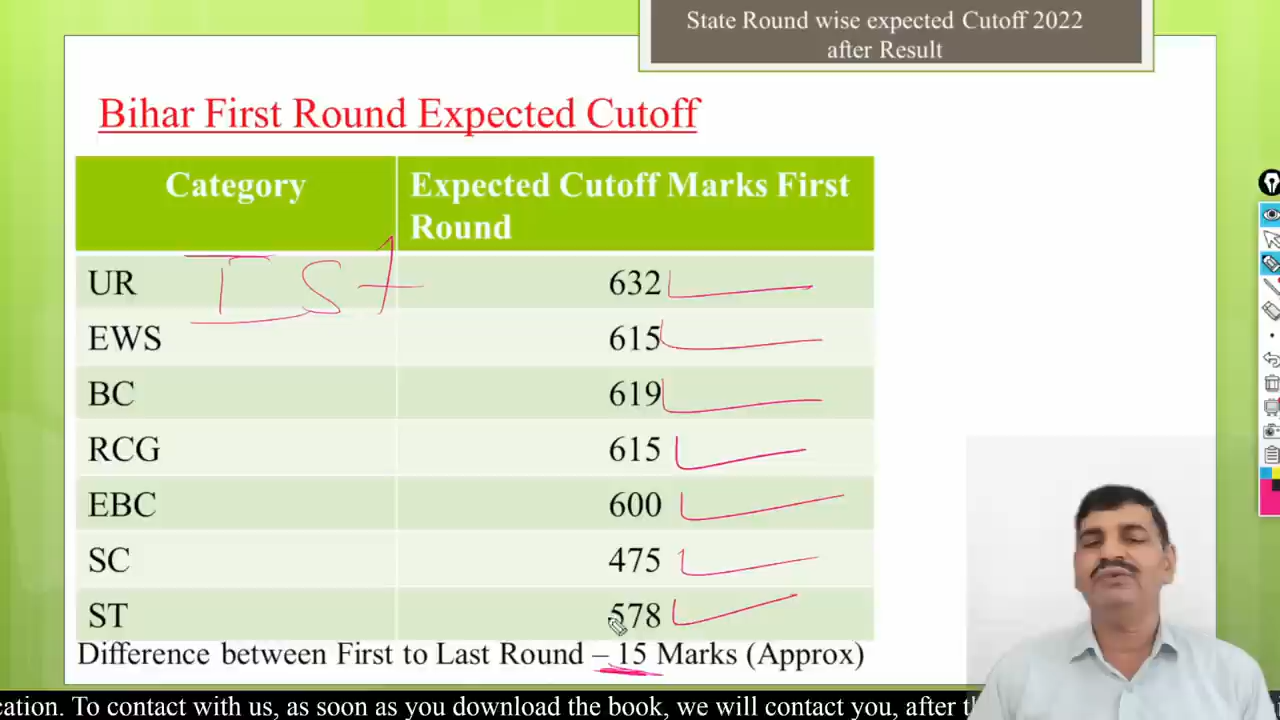 State Round wise expected Cutoff 2022
after Result
Bihar First Round Expected Cutoff
Category Expected Cutoff Marks First
Round
UR Ist 632
EWS 615
BC 619
RCG 615
EBC 600
SC 475
ST 578
Difference between First to Last Round – 15 Marks (Approx)
cation. To contact with us, as soon as you download the book, we will contact you, after